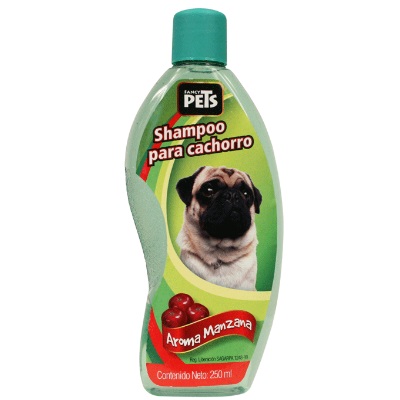 FANCY
PETS
Shampoo
para cachorro
Aroma Manzana
Contenido Neto: 250 ml